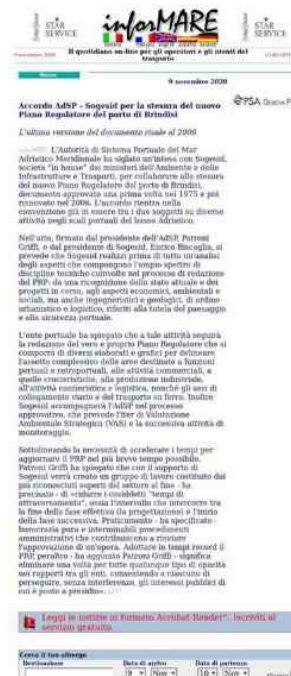 STAR SERVICE
inforMARE
STAR SERVICE
Il quotidiano on-line per gli operatori e gli utenti del
trasporto
9 novembre 2020
PSA
Accordo AdSP - Sogesid per la stesura del nuovo
Piano Regolatore del porto di Brindisi
L'ultima versione del documento risale al 2006
L'Autorità di Sistema Portuale del Mar
Adriatico Meridionale ha siglato un'intesa con Sogesid,
società "in house" dei ministeri dell'Ambiente e delle
Infrastrutture e Trasporti, per collaborare alla stesura
del nuovo Piano Regolatore del porto di Brindisi,
documento approvato una prima volta nel 1975 e poi
rinnovato nel 2006. L'accordo rientra nella
convenzione già in essere tra i due soggetti su diverse
attività negli scali portuali del basso Adriatico.
Nell'atto, firmato dal presidente dell'AdSP, Patroni
Griffi, e dal presidente di Sogesid, Enrico Biscaglia, si
prevede che Sogesid realizzi prima di tutto un'analisi
degli aspetti che compongono l'ampio spettro di
discipline tecniche coinvolte nel processo di redazione
del PRP: da una ricognizione dello stato attuale e dei
progetti in corso, agli aspetti economici, ambientali e
sociali, ma anche ingegneristici e geologici, di ordine
urbanistico e logistico, riferiti alla tutela del paesaggio
e alla sicurezza portuale.
L'ente portuale ha spiegato che a tale attività seguirà
la redazione del vero e proprio Piano Regolatore che si
comporrà di diversi elaborati e grafici per delineare
l'assetto complessivo delle aree destinate a funzioni
portuali e retroportuali, alle attività commerciali, a
quelle crocieristiche, alla produzione industriale,
all'attività cantieristica e logistica, nonché gli assi di
collegamento viario e del trasporto su ferro. Inoltre
Sogesid accompagnerà l'AdSP nel processo
approvativo, che prevede l'iter di Valutazione
Ambientale Strategica (VAS) e la successiva attività di
monitoraggio.
Sottolineando la necessità di accelerare i tempi per
aggiornare il PRP nel più breve tempo possibile,
Patroni Griffi ha spiegato che con il supporto di
Sogesid verrà creato un gruppo di lavoro costituito dai
più riconosciuti esperti del settore al fine - ha
precisato - di «ridurre i cosiddetti "tempi di
attraversamento", ossia l'intervallo che intercorre tra
la fine della fase effettiva (la progettazione) e l'inizio
della fase successiva. Praticamente - ha specificato -
burocrazia pura e interminabili procedimenti
amministrativi che contribuiscono a rinviare
l'approvazione di un'opera. Adottare in tempi record il
PRP, peraltro - ha aggiunto Patroni Griffi - significa
eliminare una volta per tutte qualunque tipo di opacità
nei rapporti tra gli enti, consentendo a ciascuno di
perseguire, senza interferenze, gli interessi pubblici di
cui è posto a presidio».
Leggi le notizie in formato Acrobat Reader®. Iscriviti al
servizio gratuito.
Cerca il tuo albergo
Destinazione
Data di arrivo
Data di partenza
9
Nov
10
Nov